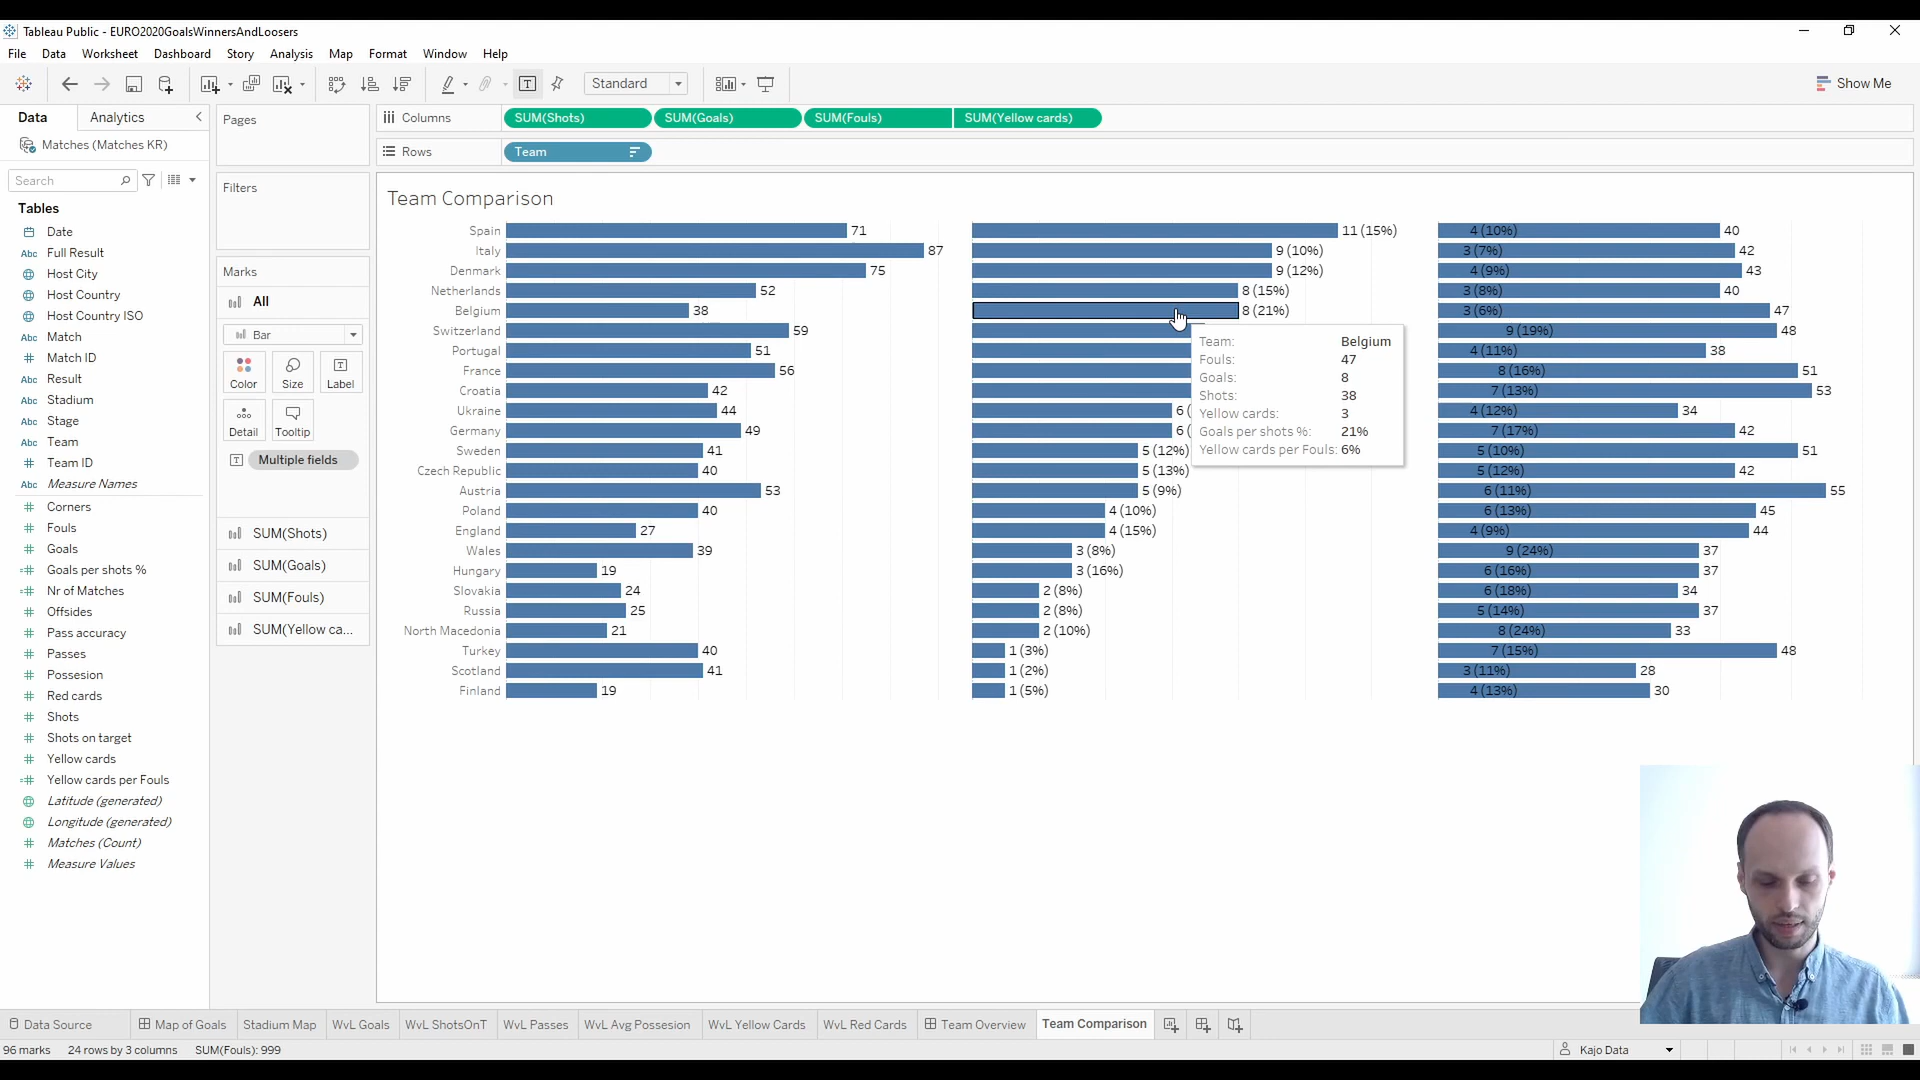 Tableau Public - EURO2020GoalsWinnersAndLoosers
File Data Worksheet Dashboard Story Analysis Map Format Window Help
Standard
Show Me
Data Analytics
Matches (Matches KR)
Search
Tables
Date
Abc Full Result
Host City
Host Country
Host Country ISO
Abc Match
# Match ID
Abc Result
Abc Stadium
Abc Stage
Abc Team
# Team ID
Abc Measure Names
# Corners
# Fouls
# Goals
=# Goals per shots %
=# Nr of Matches
# Offsides
# Pass accuracy
# Passes
# Possesion
# Red cards
# Shots
# Shots on target
# Yellow cards
=# Yellow cards per Fouls
Latitude (generated)
Longitude (generated)
# Matches (Count)
# Measure Values
Pages
Filters
Marks
All
Bar
Color Size Label
Detail Tooltip
Multiple fields
SUM(Shots)
SUM(Goals)
SUM(Fouls)
SUM(Yellow ca...
Columns SUM(Shots) SUM(Goals) SUM(Fouls) SUM(Yellow cards)
Rows Team
Team Comparison
Spain 71 11 (15%) 4 (10%) 40
Italy 87 9 (10%) 3 (7%) 42
Denmark 75 9 (12%) 4 (9%) 43
Netherlands 52 8 (15%) 3 (8%) 40
Belgium 38 8 (21%) 3 (6%) 47
Switzerland 59 9 (19%) 48
Portugal 51 4 (11%) 38
France 56 8 (16%) 51
Croatia 42 7 (13%) 53
Ukraine 44 6 ( 4 (12%) 34
Germany 49 6 ( 7 (17%) 42
Sweden 41 5 (12%) 5 (10%) 51
Czech Republic 40 5 (13%) 5 (12%) 42
Austria 53 5 (9%) 6 (11%) 55
Poland 40 4 (10%) 6 (13%) 45
England 27 4 (15%) 4 (9%) 44
Wales 39 3 (8%) 9 (24%) 37
Hungary 19 3 (16%) 6 (16%) 37
Slovakia 24 2 (8%) 6 (18%) 34
Russia 25 2 (8%) 5 (14%) 37
North Macedonia 21 2 (10%) 8 (24%) 33
Turkey 40 1 (3%) 7 (15%) 48
Scotland 41 1 (2%) 3 (11%) 28
Finland 19 1 (5%) 4 (13%) 30
Team: Belgium
Fouls: 47
Goals: 8
Shots: 38
Yellow cards: 3
Goals per shots %: 21%
Yellow cards per Fouls: 6%
Data Source Map of Goals Stadium Map WvL Goals WvL ShotsOnT WvL Passes WvL Avg Possesion WvL Yellow Cards WvL Red Cards Team Overview Team Comparison
96 marks 24 rows by 3 columns SUM(Fouls): 999 Kajo Data